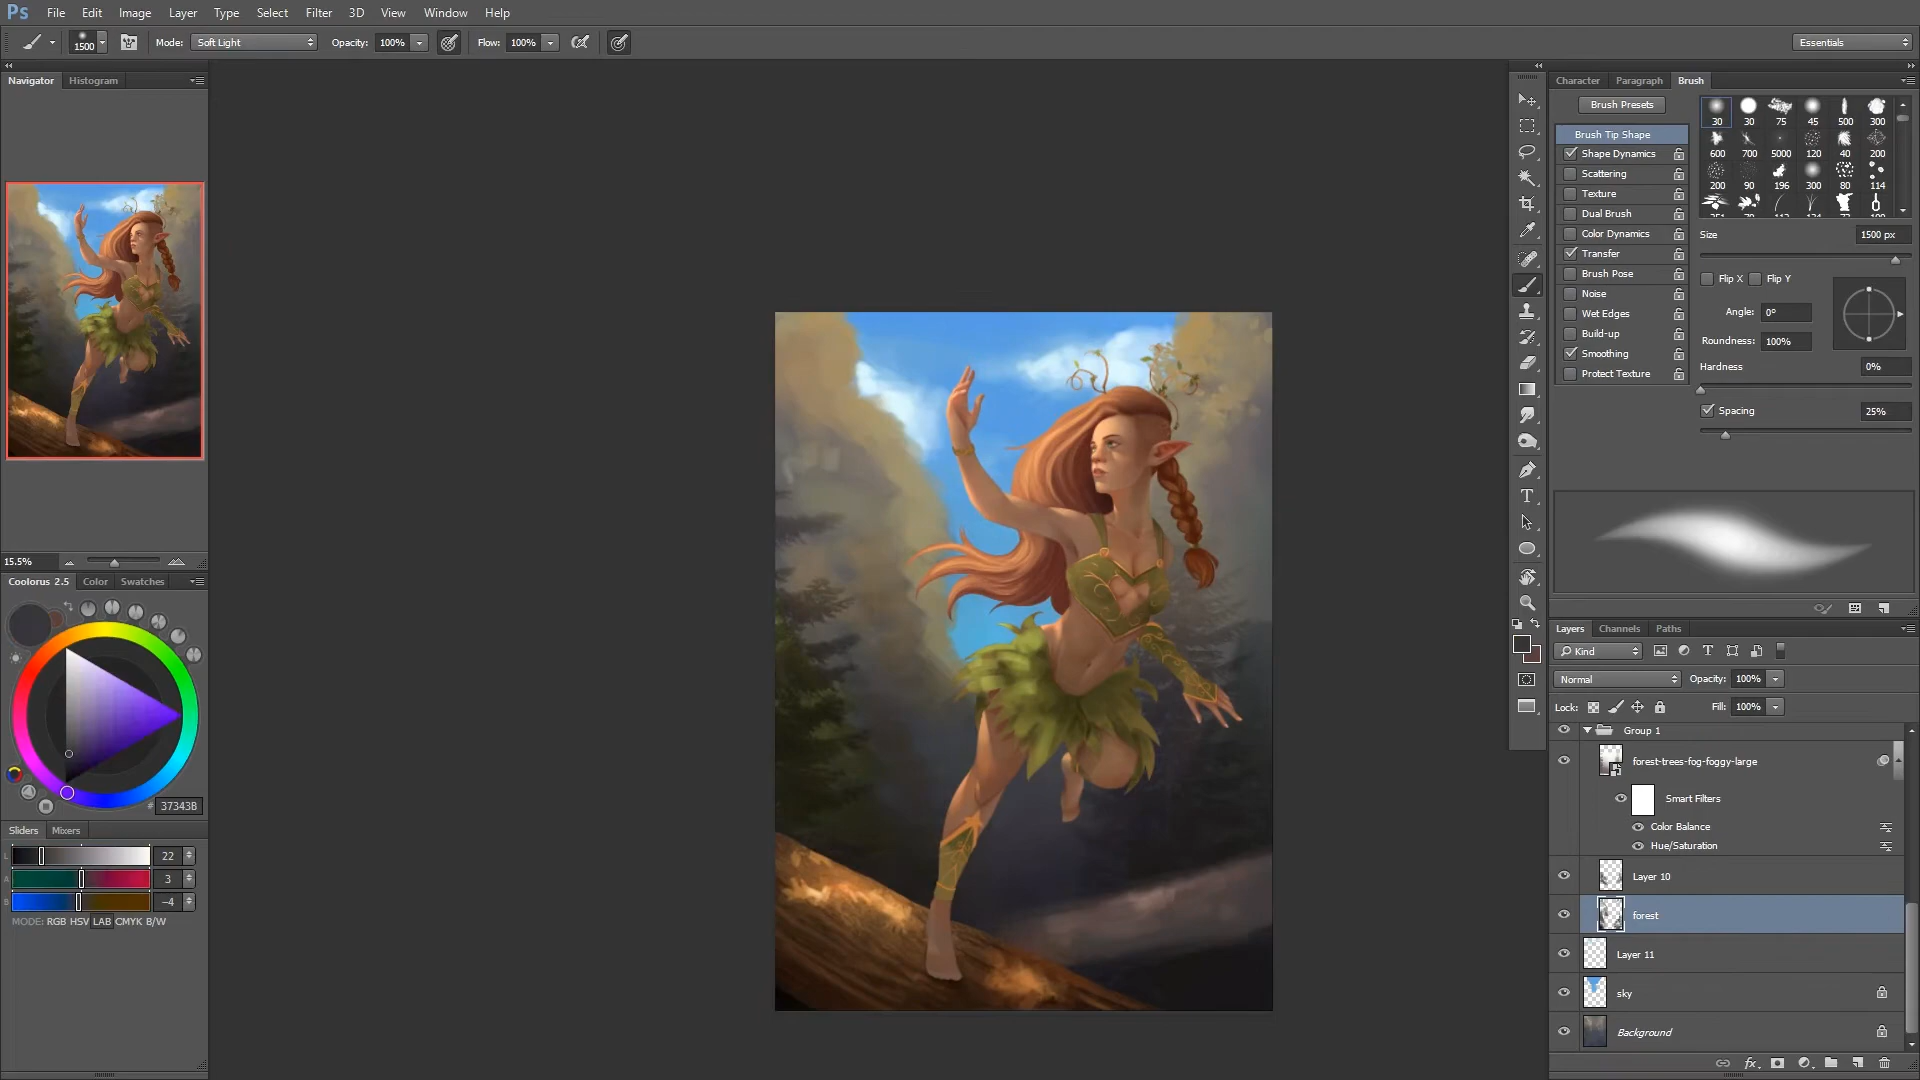 Ps File Edit Image Layer Type Select Filter 3D View Window Help
1500 Mode: Soft Light Opacity: 100% Flow: 100% Essentials
Navigator Histogram
15.5%
Coolorus 2.5 Color Swatches
# 37343B
Sliders Mixers
L 22
A 3
B -4
MODE: RGB HSV LAB CMYK B/W
Character Paragraph Brush
Brush Presets
Brush Tip Shape
Shape Dynamics
Scattering
Texture
Dual Brush
Color Dynamics
Transfer
Brush Pose
Noise
Wet Edges
Build-up
Smoothing
Protect Texture
30 30 75 45 500 300
600 700 5000 120 40 200
200 90 196 300 80 114
Size 1500 px
Flip X Flip Y
Angle: 0º
Roundness: 100%
Hardness 0%
Spacing 25%
T
Layers Channels Paths
Kind T
Normal Opacity: 100%
Lock: Fill: 100%
Group 1
forest-trees-fog-foggy-large
Smart Filters
Color Balance
Hue/Saturation
Layer 10
forest
Layer 11
sky
Background
fx